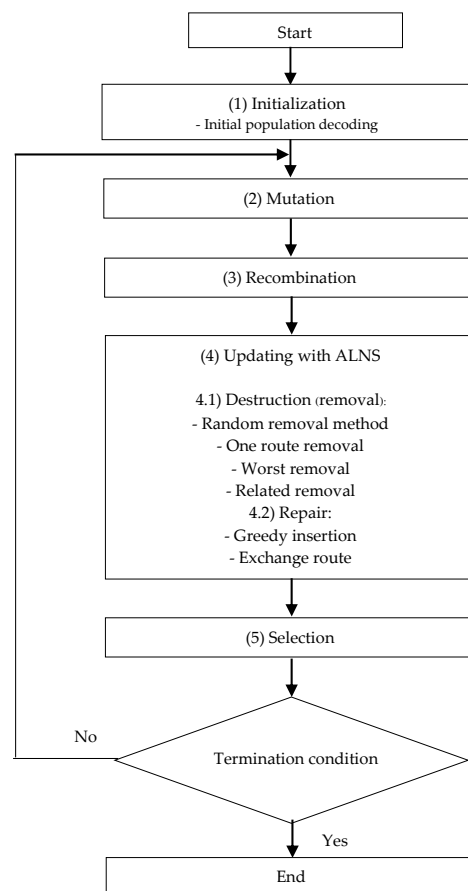 Start
(1) Initialization
- Initial population decoding
(2) Mutation
(3) Recombination
(4) Updating with ALNS
4.1) Destruction (removal):
- Random removal method
- One route removal
- Worst removal
- Related removal
4.2) Repair:
- Greedy insertion
- Exchange route
(5) Selection
No
Termination condition
Yes
End